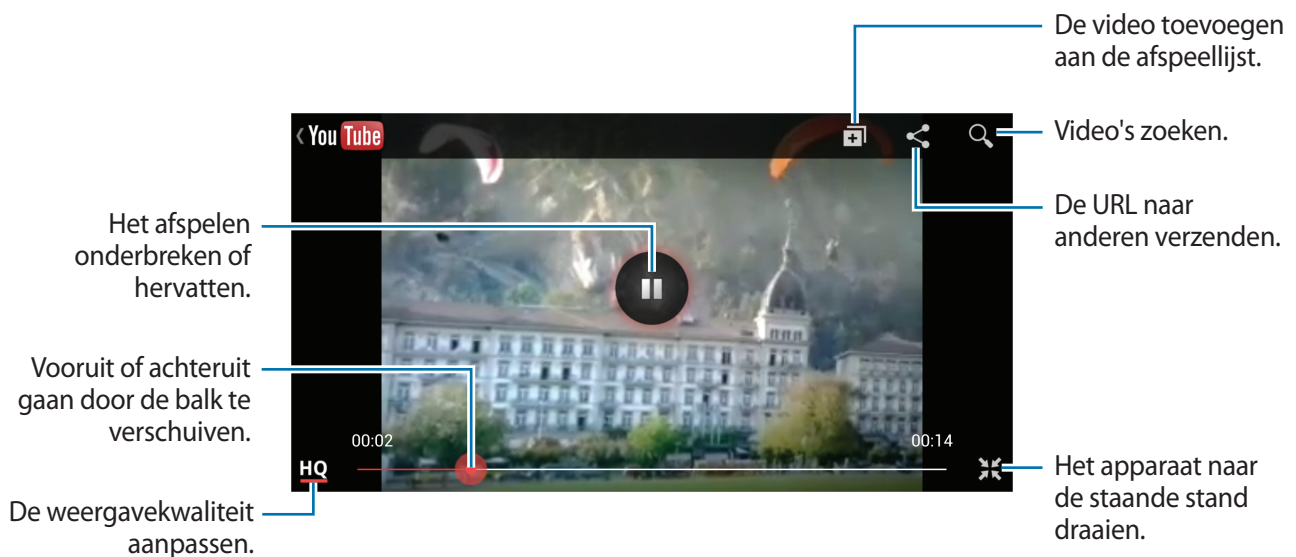 De video toevoegen
aan de afspeellijst.
You Tube
Video's zoeken.
De URL naar
anderen verzenden.
Het afspelen
onderbreken of
hervatten.
Vooruit of achteruit
gaan door de balk te
verschuiven.
00:02
00:14
HQ
Het apparaat naar
de staande stand
draaien.
De weergavekwaliteit
aanpassen.